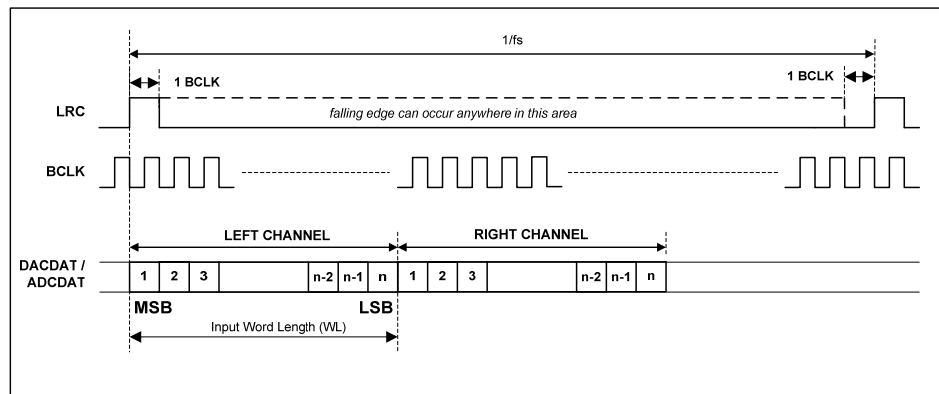 1/fs
1 BCLK
1 BCLK
LRC
falling edge can occur anywhere in this area
BCLK
LEFT CHANNEL
RIGHT CHANNEL
DACDAT /
ADCDAT
1 2 3 n-2 n-1 n 1 2 3 n-2 n-1 n
MSB LSB
Input Word Length (WL)